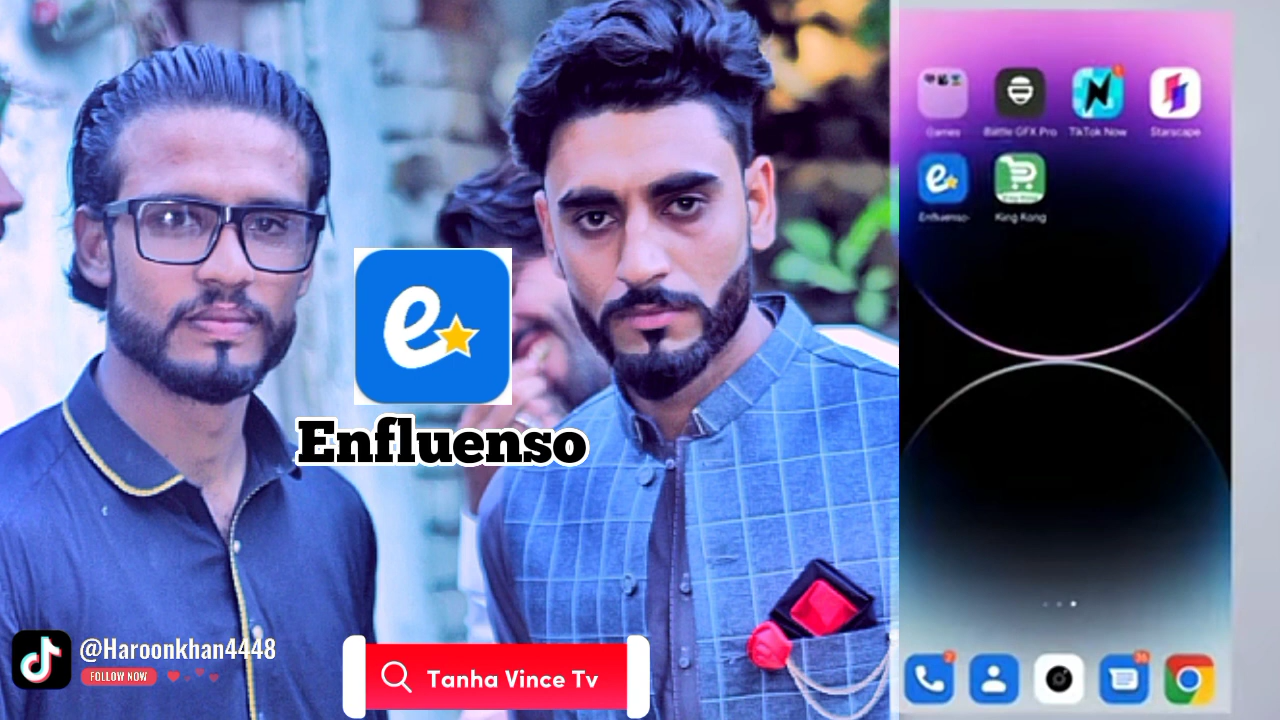 Enfluenso
@Haroonkhan4448
FOLLOW NOW
Tanha Vince Tv
Games
Battle GFX Pro
TikTok Now
Starscape
Enfluenso-
King Kong